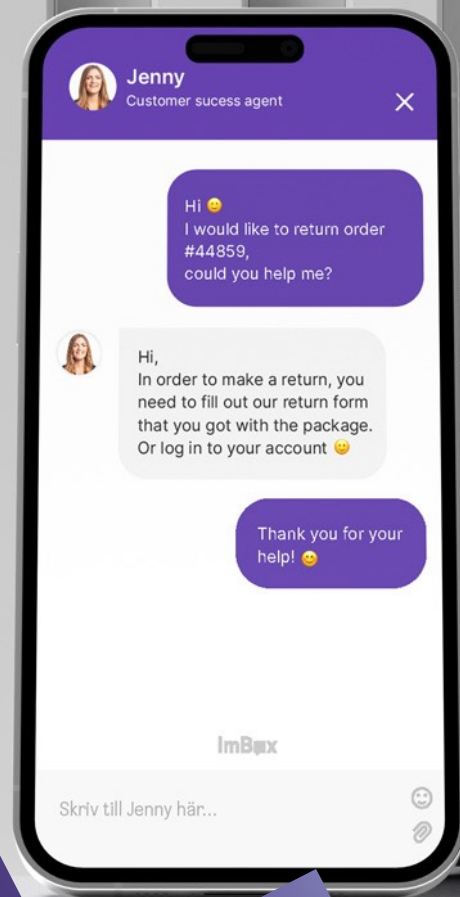 Jenny
Customer sucess agent
Hi 😊
I would like to return order
#44859,
could you help me?
Hi,
In order to make a return, you
need to fill out our return form
that you got with the package.
Or log in to your account 😊
Thank you for your
help! 😊
ImBox
Skriv till Jenny här...